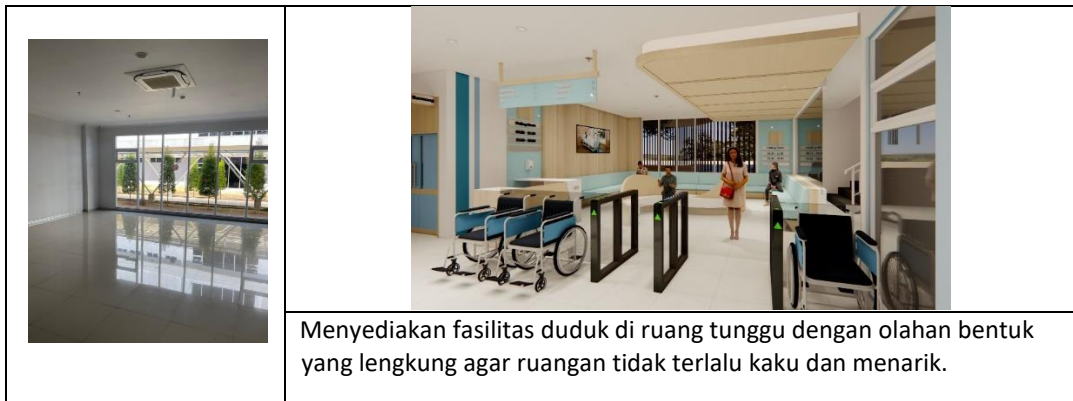 Menyediakan fasilitas duduk di ruang tunggu dengan olahan bentuk
yang lengkung agar ruangan tidak terlalu kaku dan menarik.